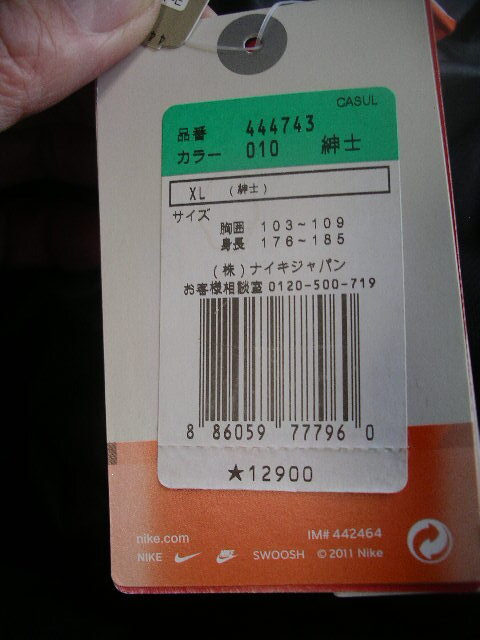 CASUL
品番 444743
カラー 010 紳士
XL (紳士)
サイズ
胸囲 103~109
身長 176~185
(株)ナイキジャパン
お客様相談室 0120-500-719
8 86059 77796 0
★12900
nike.com IM# 442464
NIKE SWOOSH © 2011 Nike